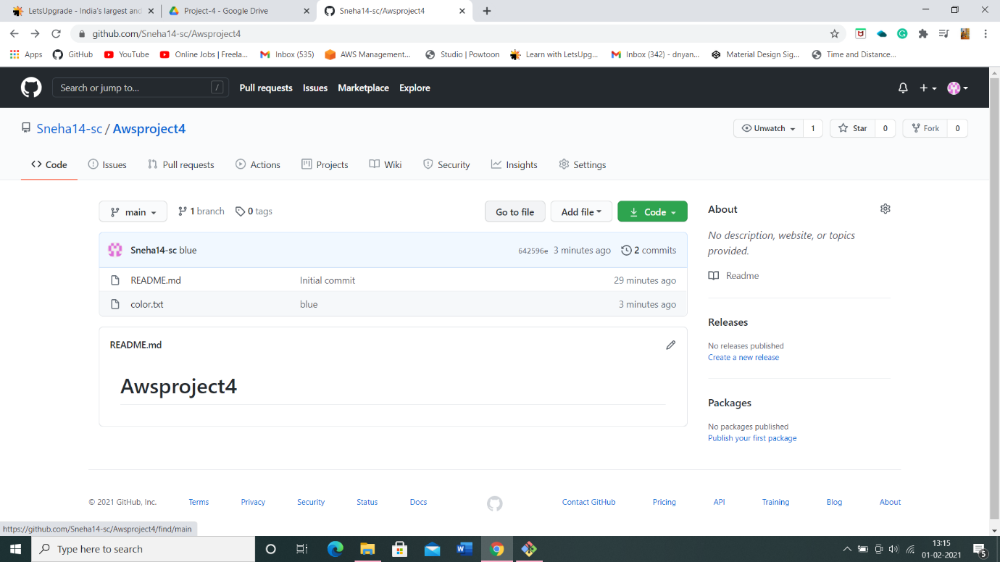 LetsUpgrade - India's largest and
Project-4 - Google Drive
Sneha14-sc/Awsproject4
github.com/Sneha14-sc/Awsproject4
Apps GitHub YouTube Online Jobs | Freela... Inbox (535) AWS Management... Studio | Powtoon Learn with LetsUpg... Inbox (342) - dnyan... Material Design Sig... Time and Distance...
Search or jump to... / Pull requests Issues Marketplace Explore
Sneha14-sc / Awsproject4 Unwatch 1 Star 0 Fork 0
Code Issues Pull requests Actions Projects Wiki Security Insights Settings
main 1 branch 0 tags Go to file Add file Code
Sneha14-sc blue 642596e 3 minutes ago 2 commits
README.md Initial commit 29 minutes ago
color.txt blue 3 minutes ago
README.md
Awsproject4
About
No description, website, or topics
provided.
Readme
Releases
No releases published
Create a new release
Packages
No packages published
Publish your first package
© 2021 GitHub, Inc. Terms Privacy Security Status Docs Contact GitHub Pricing API Training Blog About
https://github.com/Sneha14-sc/Awsproject4/find/main
Type here to search
13:15
01-02-2021
5